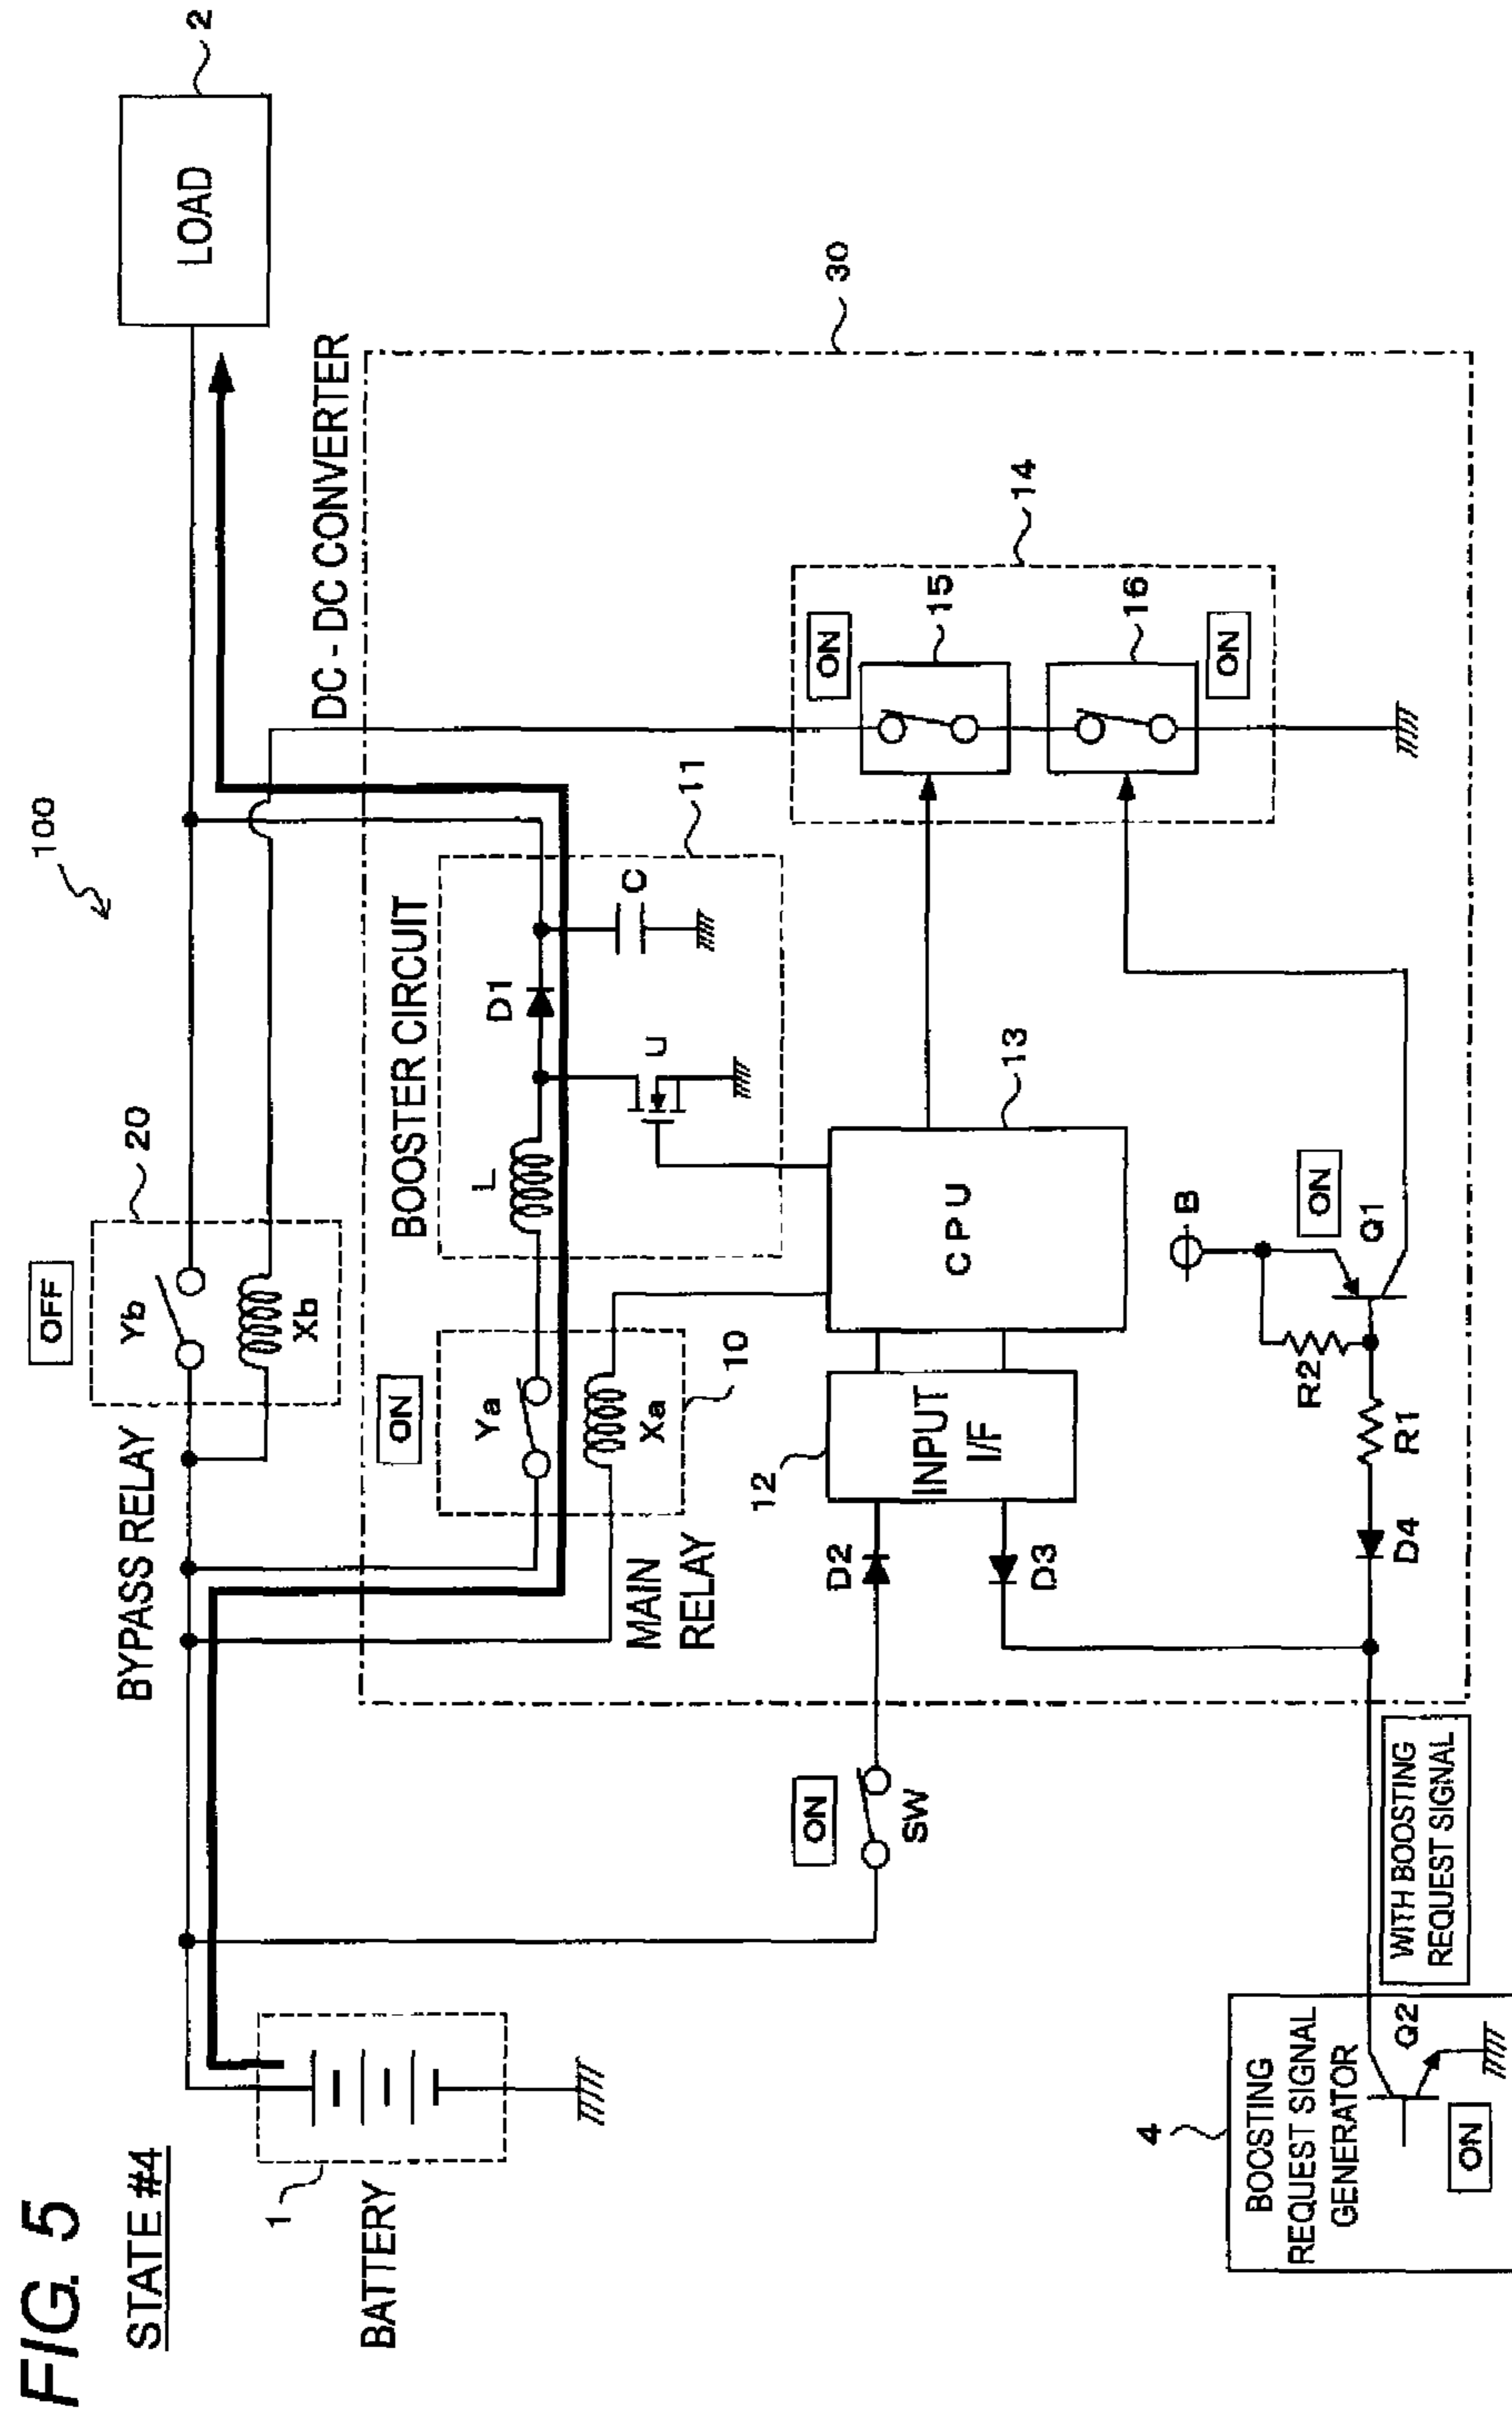 FIG. 5
STATE #4
100
OFF
20
2
Yb
Xb
BYPASS RELAY
LOAD
1
BATTERY
DC - DC CONVERTER
30
BOOSTER CIRCUIT
11
ON
Ya
Xa
10
MAIN
RELAY
L
D1
C
U
ON
SW
D2
D3
12
INPUT
I/F
CPU
13
14
ON
15
16
ON
B
ON
Q1
R2
R1
D4
4
BOOSTING
REQUEST SIGNAL
GENERATOR
Q2
ON
WITH BOOSTING
REQUEST SIGNAL